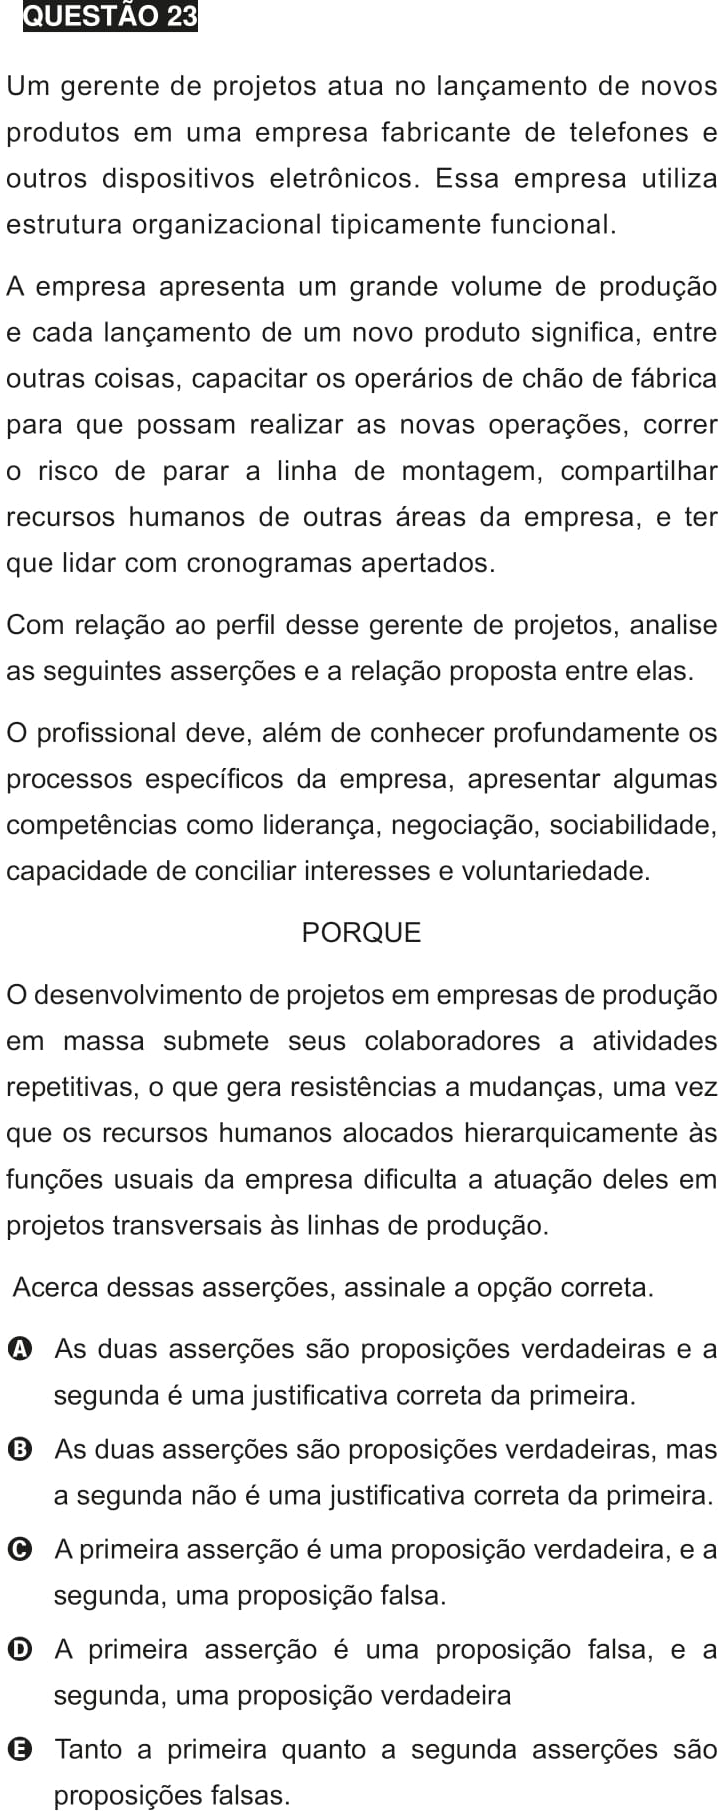 QUESTÃO 23
Um gerente de projetos atua no lançamento de novos
produtos em uma empresa fabricante de telefones e
outros dispositivos eletrônicos. Essa empresa utiliza
estrutura organizacional tipicamente funcional.
A empresa apresenta um grande volume de produção
e cada lançamento de um novo produto significa, entre
outras coisas, capacitar os operários de chão de fábrica
para que possam realizar as novas operações, correr
o risco de parar a linha de montagem, compartilhar
recursos humanos de outras áreas da empresa, e ter
que lidar com cronogramas apertados.
Com relação ao perfil desse gerente de projetos, analise
as seguintes asserções e a relação proposta entre elas.
O profissional deve, além de conhecer profundamente os
processos específicos da empresa, apresentar algumas
competências como liderança, negociação, sociabilidade,
capacidade de conciliar interesses e voluntariedade.
PORQUE
O desenvolvimento de projetos em empresas de produção
em massa submete seus colaboradores a atividades
repetitivas, o que gera resistências a mudanças, uma vez
que os recursos humanos alocados hierarquicamente às
funções usuais da empresa dificulta a atuação deles em
projetos transversais às linhas de produção.
Acerca dessas asserções, assinale a opção correta.
A As duas asserções são proposições verdadeiras e a
segunda é uma justificativa correta da primeira.
B As duas asserções são proposições verdadeiras, mas
a segunda não é uma justificativa correta da primeira.
C A primeira asserção é uma proposição verdadeira, e a
segunda, uma proposição falsa.
D A primeira asserção é uma proposição falsa, e a
segunda, uma proposição verdadeira
E Tanto a primeira quanto a segunda asserções são
proposições falsas.